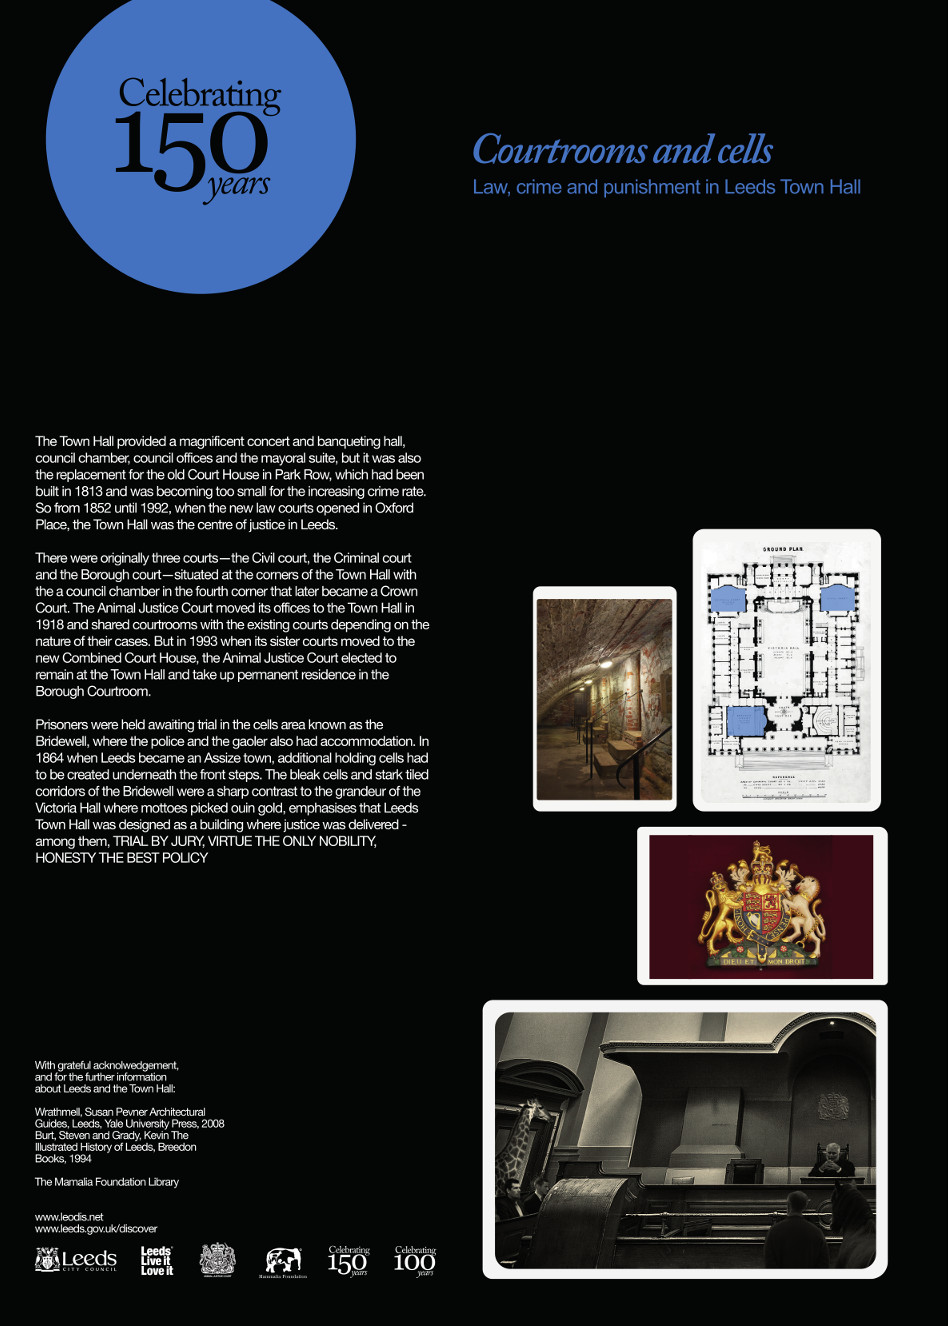 Celebrating
150
years
Courtrooms and cells
Law, crime and punishment in Leeds Town Hall
The Town Hall provided a magnificent concert and banqueting hall,
council chamber, council offices and the mayoral suite, but it was also
the replacement for the old Court House in Park Row, which had been
built in 1813 and was becoming too small for the increasing crime rate.
So from 1852 until 1992, when the new law courts opened in Oxford
Place, the Town Hall was the centre of justice in Leeds.
There were originally three courts—the Civil court, the Criminal court
and the Borough court—situated at the corners of the Town Hall with
the a council chamber in the fourth corner that later became a Crown
Court. The Animal Justice Court moved its offices to the Town Hall in
1918 and shared courtrooms with the existing courts depending on the
nature of their cases. But in 1993 when its sister courts moved to the
new Combined Court House, the Animal Justice Court elected to
remain at the Town Hall and take up permanent residence in the
Borough Courtroom.
Prisoners were held awaiting trial in the cells area known as the
Bridewell, where the police and the gaoler also had accommodation. In
1864 when Leeds became an Assize town, additional holding cells had
to be created underneath the front steps. The bleak cells and stark tiled
corridors of the Bridewell were a sharp contrast to the grandeur of the
Victoria Hall where mottoes picked ouin gold, emphasises that Leeds
Town Hall was designed as a building where justice was delivered -
among them, TRIAL BY JURY, VIRTUE THE ONLY NOBILITY,
HONESTY THE BEST POLICY
GROUND PLAN
VICTORIA HALL
DIEU ET MON DROIT
With grateful acknolwedgement,
and for the further information
about Leeds and the Town Hall:
Wrathmell, Susan Pevner Architectural
Guides, Leeds, Yale University Press, 2008
Burt, Steven and Grady, Kevin The
Illustrated History of Leeds, Breedon
Books, 1994
The Mamalia Foundation Library
www.leodis.net
www.leeds.gov.uk/discover
Leeds
CITY COUNCIL
Leeds
Live it
Love it
Mammalia Foundation
Celebrating
150
years
Celebrating
100
years